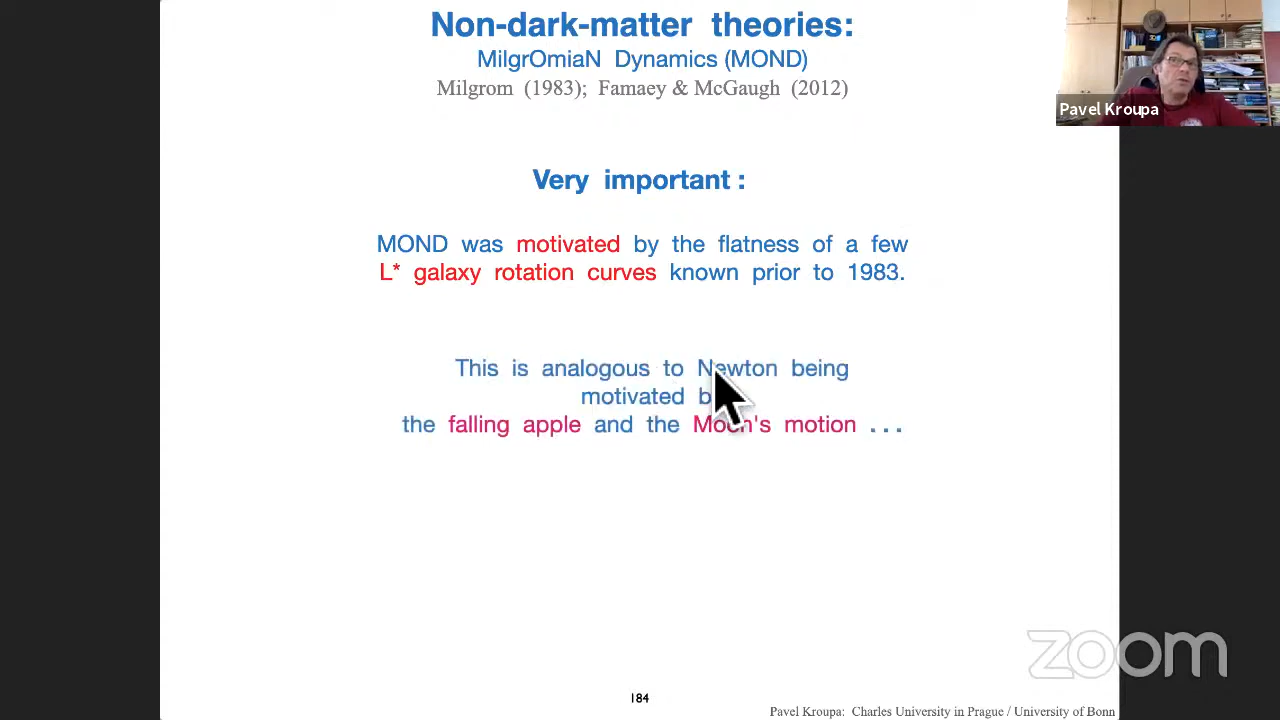 Non-dark-matter theories:
MilgrOmiaN Dynamics (MOND)
Milgrom (1983); Famaey & McGaugh (2012)
Pavel Kroupa
Very important :
MOND was motivated by the flatness of a few
L* galaxy rotation curves known prior to 1983.
This is analogous to Newton being
motivated
the falling apple and the Moon's motion . . .
zoom
184
Pavel Kroupa: Charles University in Prague / University of Bonn